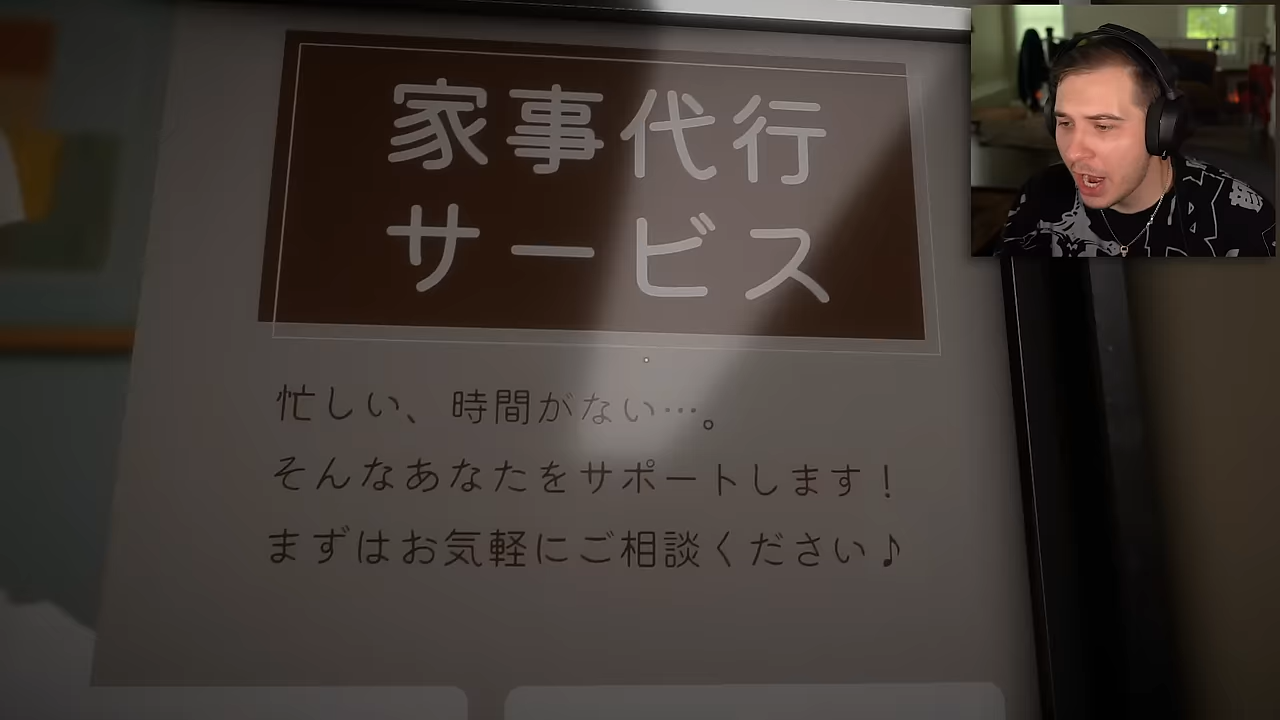 家事代行
サービス
忙しい、時間がない…。
そんなあなたをサポートします！
まずはお気軽にご相談ください♪